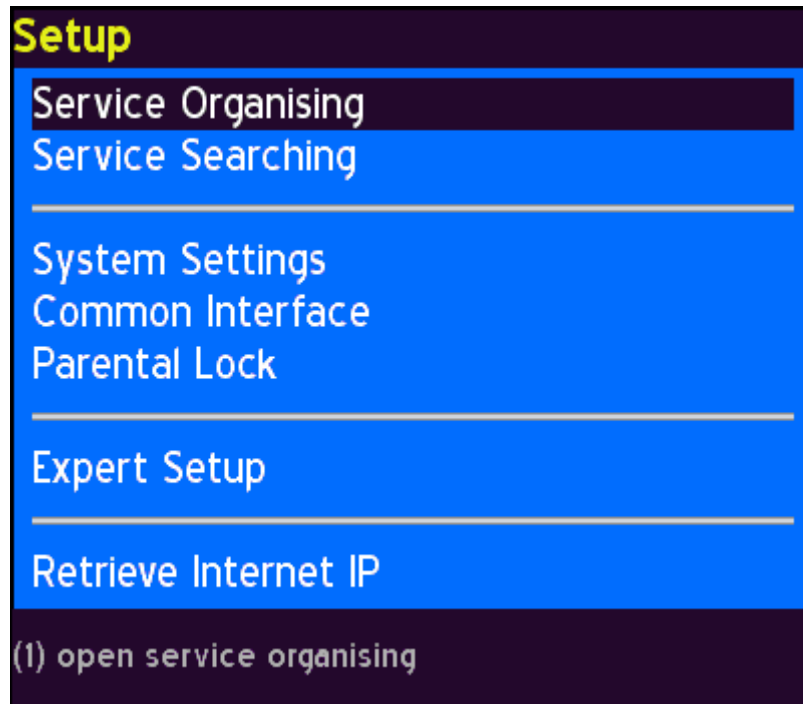 Setup
Service Organising
Service Searching
System Settings
Common Interface
Parental Lock
Expert Setup
Retrieve Internet IP
(1) open service organising